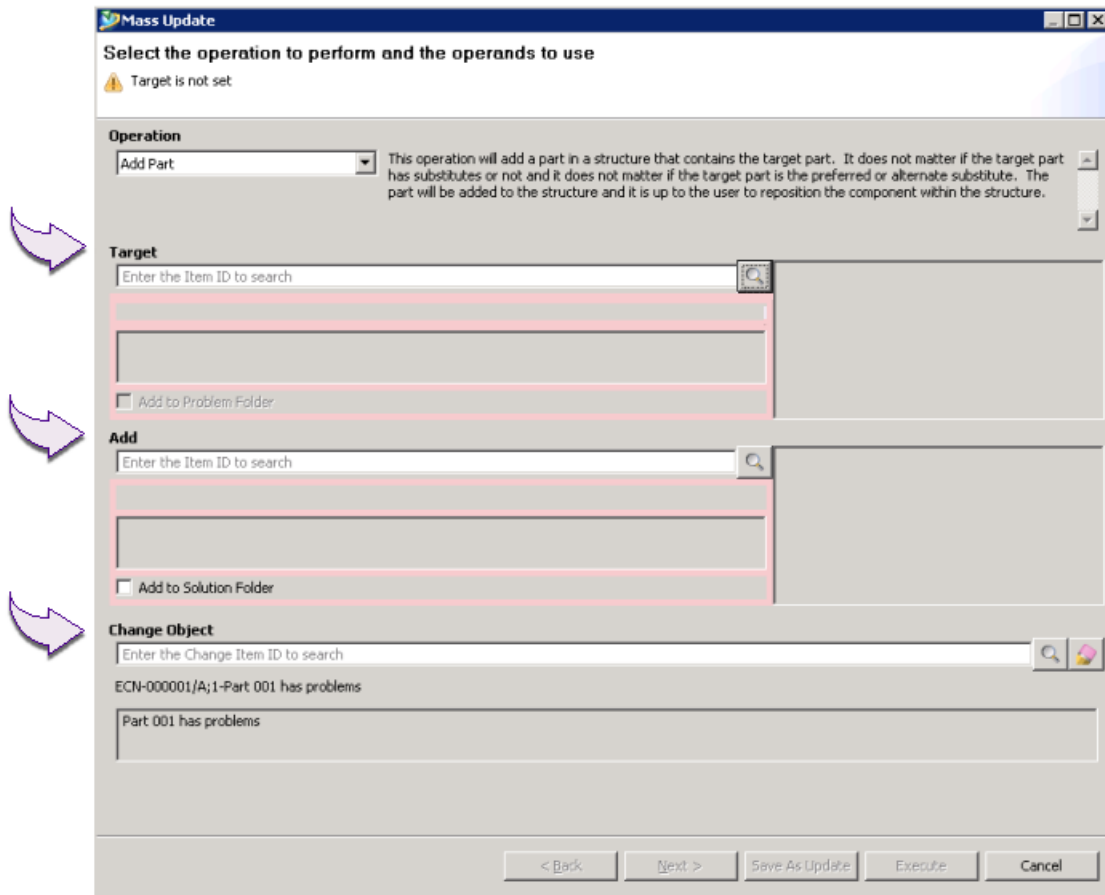 Mass Update
Select the operation to perform and the operands to use
Target is not set
Operation
Add Part
This operation will add a part in a structure that contains the target part. It does not matter if the target part
has substitutes or not and it does not matter if the target part is the preferred or alternate substitute. The
part will be added to the structure and it is up to the user to reposition the component within the structure.
Target
Enter the Item ID to search
Add to Problem Folder
Add
Enter the Item ID to search
Add to Solution Folder
Change Object
Enter the Change Item ID to search
ECN-000001/A;1-Part 001 has problems
Part 001 has problems
< Back
Next >
Save As Update
Execute
Cancel